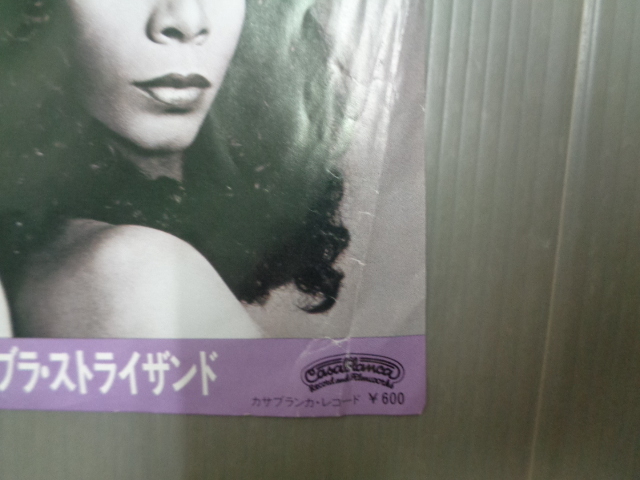 ブラ・ストライザンド
Casablanca
Record and Filmworks
カサブランカ・レコード ¥600